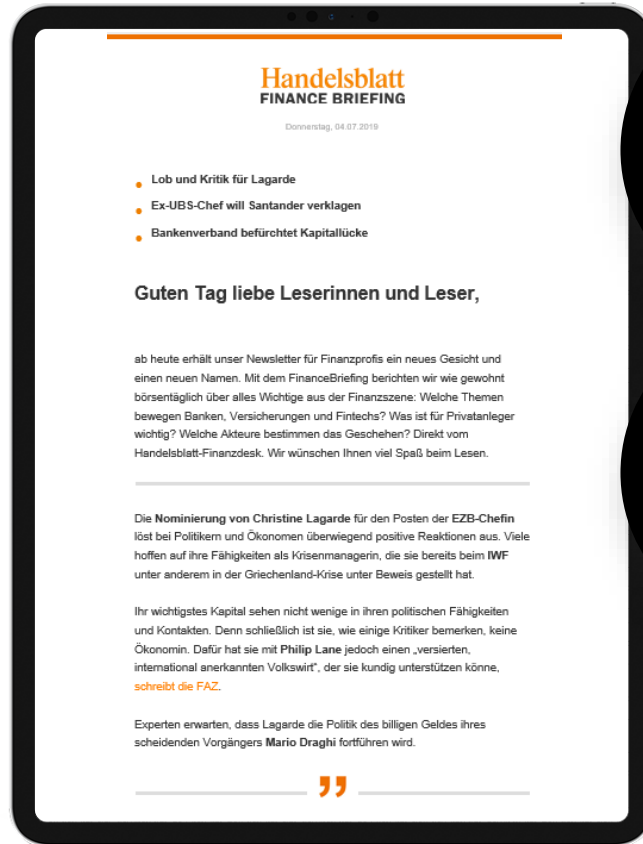 Handelsblatt
FINANCE BRIEFING
Donnerstag, 04.07.2019
Lob und Kritik für Lagarde
Ex-UBS-Chef will Santander verklagen
Bankenverband befürchtet Kapitallücke
Guten Tag liebe Leserinnen und Leser,
ab heute erhält unser Newsletter für Finanzprofis ein neues Gesicht und
einen neuen Namen. Mit dem FinanceBriefing berichten wir wie gewohnt
börsentäglich über alles Wichtige aus der Finanzszene: Welche Themen
bewegen Banken, Versicherungen und Fintechs? Was ist für Privatanleger
wichtig? Welche Akteure bestimmen das Geschehen? Direkt vom
Handelsblatt-Finanzdesk. Wir wünschen Ihnen viel Spaß beim Lesen.
Die Nominierung von Christine Lagarde für den Posten der EZB-Chefin
löst bei Politikern und Ökonomen überwiegend positive Reaktionen aus. Viele
hoffen auf ihre Fähigkeiten als Krisenmanagerin, die sie bereits beim IWF
unter anderem in der Griechenland-Krise unter Beweis gestellt hat.
Ihr wichtigstes Kapital sehen nicht wenige in ihren politischen Fähigkeiten
und Kontakten. Denn schließlich ist sie, wie einige Kritiker bemerken, keine
Ökonomin. Dafür hat sie mit Philip Lane jedoch einen „versierten,
international anerkannten Volkswirt“, der sie kundig unterstützen könne,
schreibt die FAZ.
Experten erwarten, dass Lagarde die Politik des billigen Geldes ihres
scheidenden Vorgängers Mario Draghi fortführen wird.